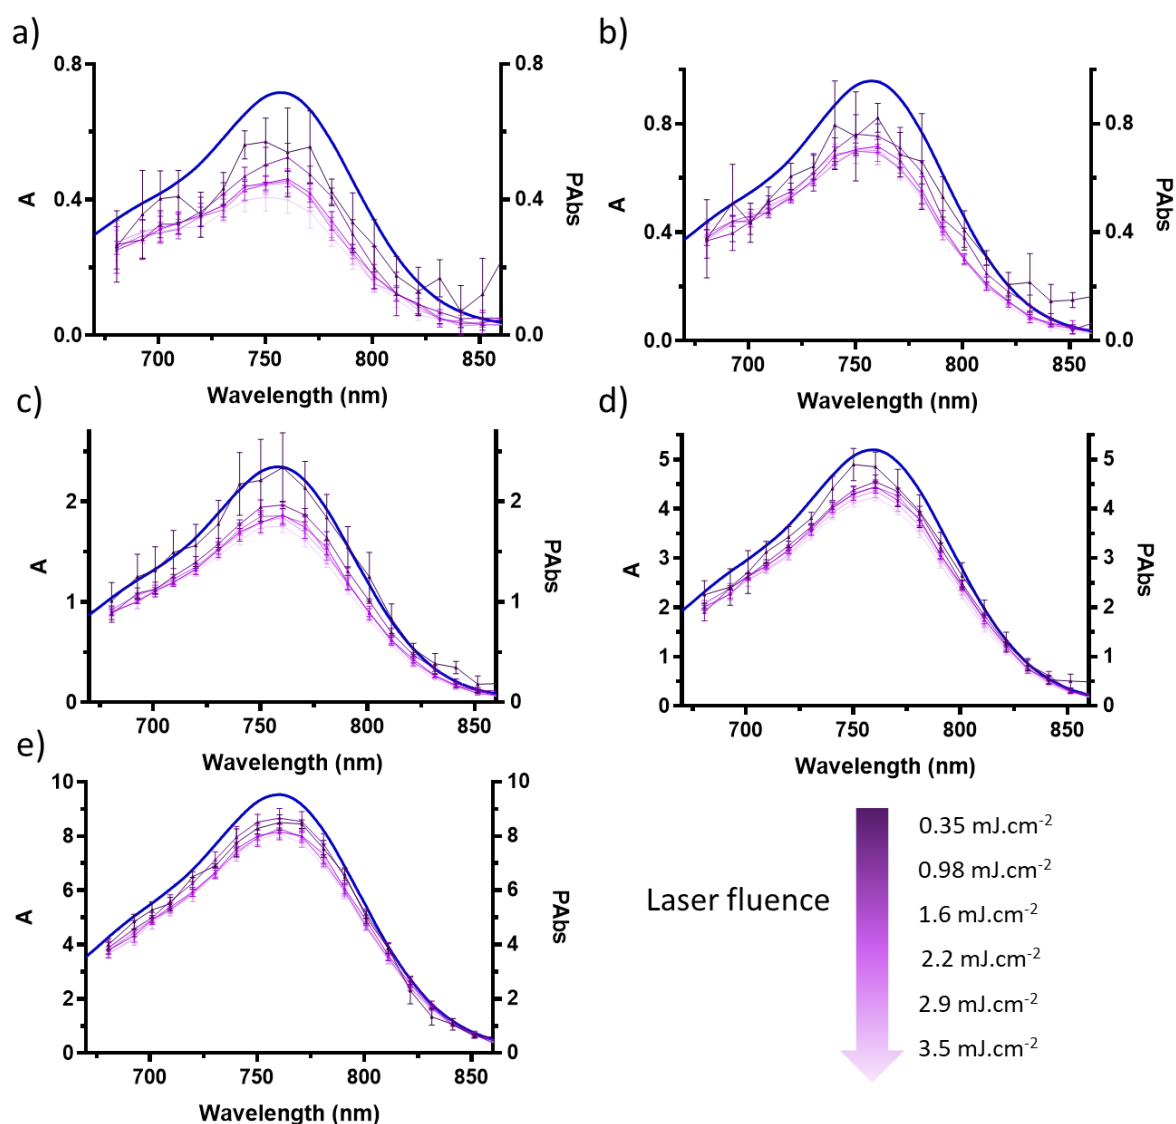 a)
0.8
0.4
0.0
A
0.8
0.4
0.0
PAbs
700 750 800 850
Wavelength (nm)
b)
0.8
0.4
0.0
A
0.8
0.4
0.0
PAbs
700 750 800 850
Wavelength (nm)
c)
2
1
0
A
2
1
0
PAbs
700 750 800 850
Wavelength (nm)
d)
5
4
3
2
1
0
A
5
4
3
2
1
0
PAbs
700 750 800 850
Wavelength (nm)
e)
10
8
6
4
2
0
A
10
8
6
4
2
0
PAbs
700 750 800 850
Wavelength (nm)
Laser fluence
0.35 mJ.cm⁻²
0.98 mJ.cm⁻²
1.6 mJ.cm⁻²
2.2 mJ.cm⁻²
2.9 mJ.cm⁻²
3.5 mJ.cm⁻²